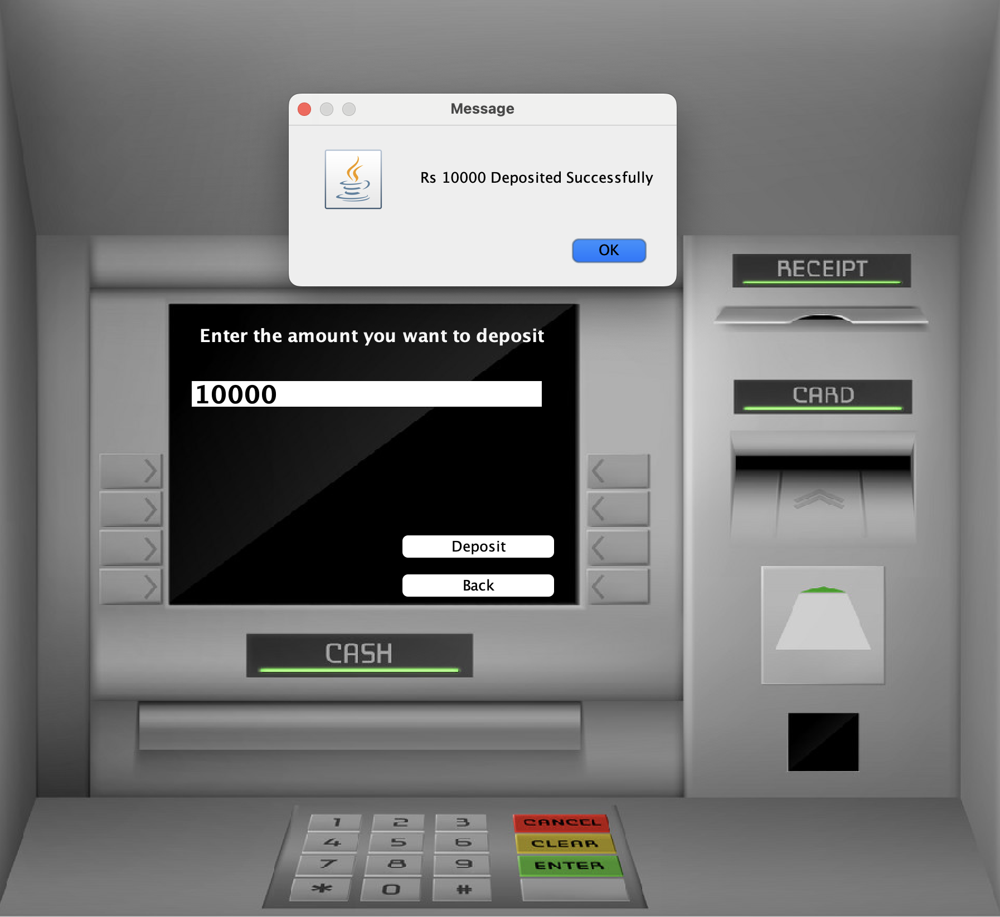 Message
Rs 10000 Deposited Successfully
OK
RECEIPT
Enter the amount you want to deposit
10000
CARD
Deposit
Back
CASH
1 2 3 CANCEL
4 5 6 CLEAR
7 8 9 ENTER
* 0 #